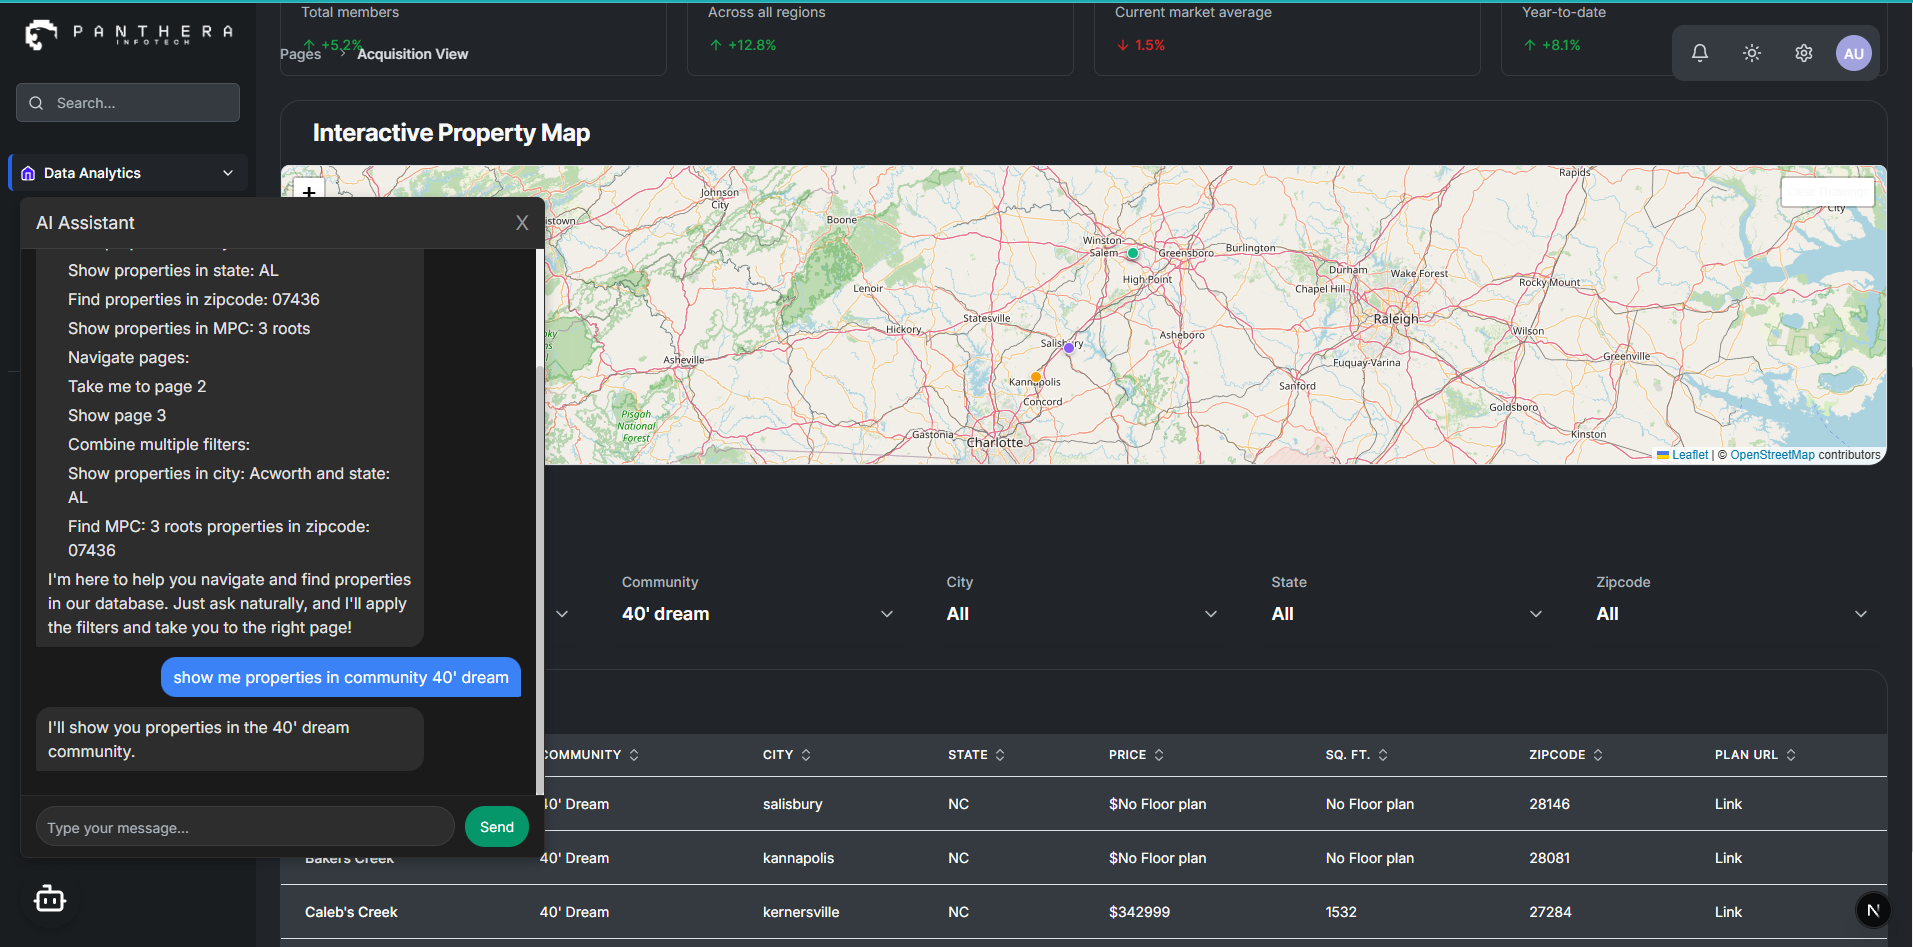 PANTHERA
INFOTECH
Search...
Data Analytics
Total members
+5.2%
Across all regions
+12.8%
Current market average
1.5%
Year-to-date
+8.1%
Pages > Acquisition View
AU
Interactive Property Map
+
Johnson
City
Boone
Lenoir
Hickory
Asheville
Pisgah
National
Forest
Statesville
Gastonia
Charlotte
Kannapolis
Concord
Salisbury
Winston-
Salem
Greensboro
High Point
Burlington
Asheboro
Durham
Chapel Hill
Wake Forest
Raleigh
Fuquay-Varina
Sanford
Rocky Mount
Wilson
Greenville
Goldsboro
Kinston
Rapids
City
Leaflet | © OpenStreetMap contributors
AI Assistant
X
Show properties in state: AL
Find properties in zipcode: 07436
Show properties in MPC: 3 roots
Navigate pages:
Take me to page 2
Show page 3
Combine multiple filters:
Show properties in city: Acworth and state:
AL
Find MPC: 3 roots properties in zipcode:
07436
I'm here to help you navigate and find properties
in our database. Just ask naturally, and I'll apply
the filters and take you to the right page!
show me properties in community 40' dream
I'll show you properties in the 40' dream
community.
Type your message...
Send
Community
40' dream
City
All
State
All
Zipcode
All
COMMUNITY CITY STATE PRICE SQ. FT. ZIPCODE PLAN URL
40' Dream salisbury NC $No Floor plan No Floor plan 28146 Link
Bakers Creek 40' Dream kannapolis NC $No Floor plan No Floor plan 28081 Link
Caleb's Creek 40' Dream kernersville NC $342999 1532 27284 Link
N